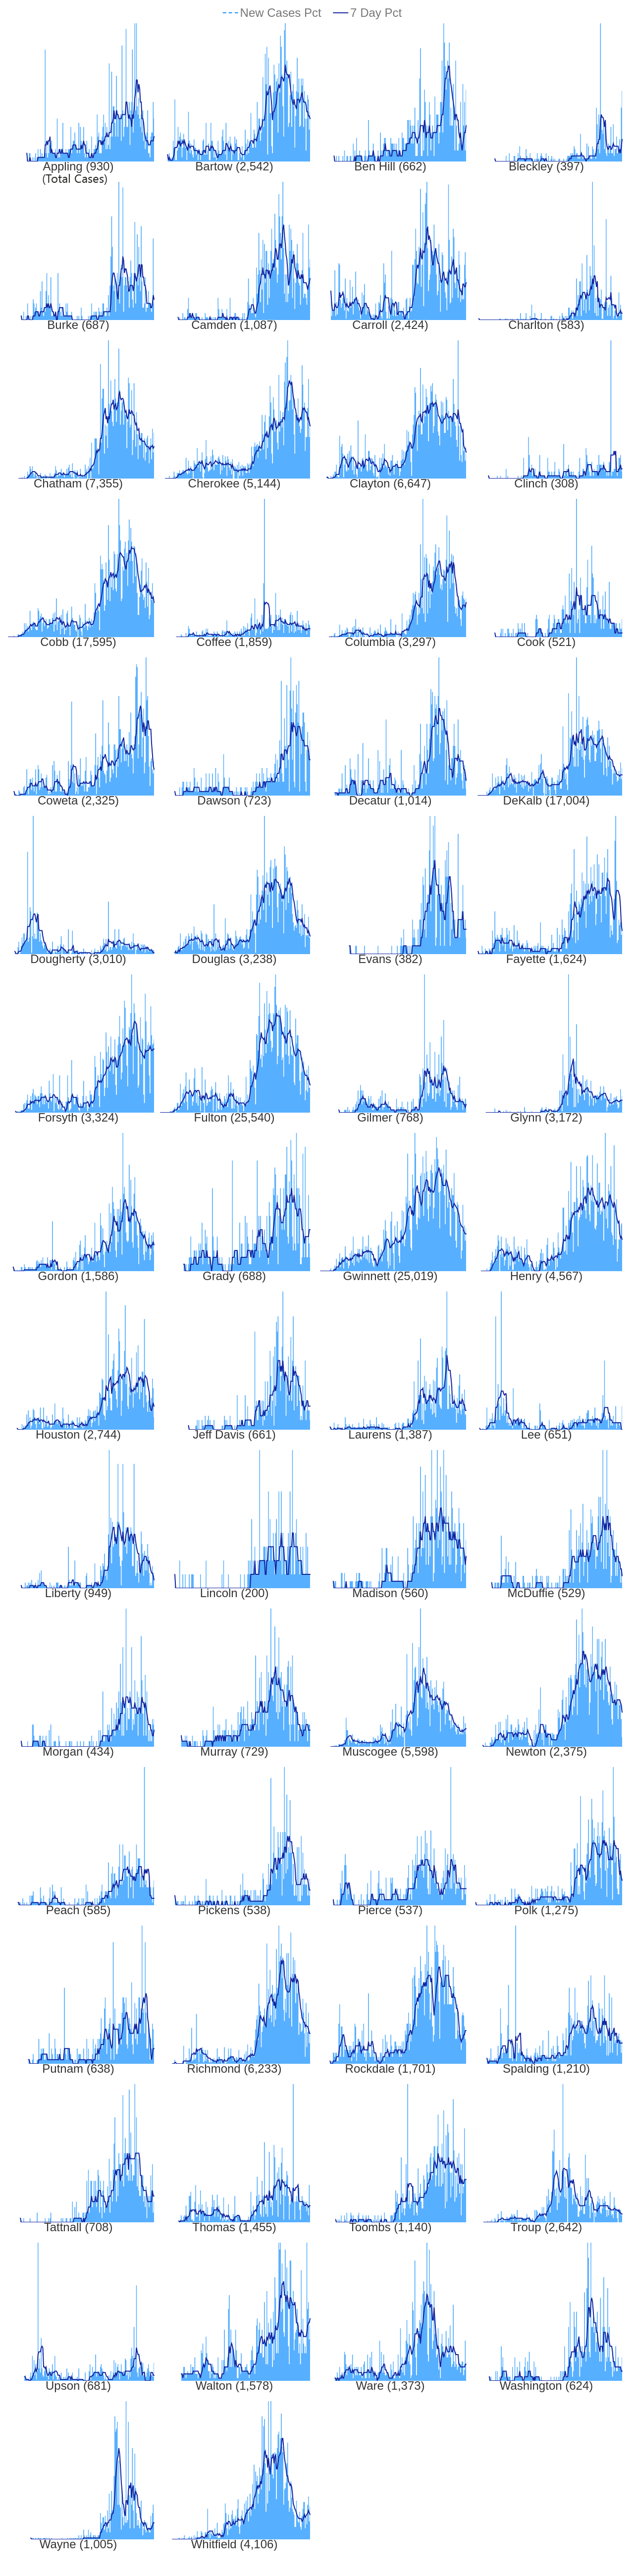 New Cases Pct 7 Day Pct
Appling (930) Bartow (2,542) Ben Hill (662) Bleckley (397)
(Total Cases)
Burke (687) Camden (1,087) Carroll (2,424) Charlton (583)
Chatham (7,355) Cherokee (5,144) Clayton (6,647) Clinch (308)
Cobb (17,595) Coffee (1,859) Columbia (3,297) Cook (521)
Coweta (2,325) Dawson (723) Decatur (1,014) DeKalb (17,004)
Dougherty (3,010) Douglas (3,238) Evans (382) Fayette (1,624)
Forsyth (3,324) Fulton (25,540) Gilmer (768) Glynn (3,172)
Gordon (1,586) Grady (688) Gwinnett (25,019) Henry (4,567)
Houston (2,744) Jeff Davis (661) Laurens (1,387) Lee (651)
Liberty (949) Lincoln (200) Madison (560) McDuffie (529)
Morgan (434) Murray (729) Muscogee (5,598) Newton (2,375)
Peach (585) Pickens (538) Pierce (537) Polk (1,275)
Putnam (638) Richmond (6,233) Rockdale (1,701) Spalding (1,210)
Tattnall (708) Thomas (1,455) Toombs (1,140) Troup (2,642)
Upson (681) Walton (1,578) Ware (1,373) Washington (624)
Wayne (1,005) Whitfield (4,106)